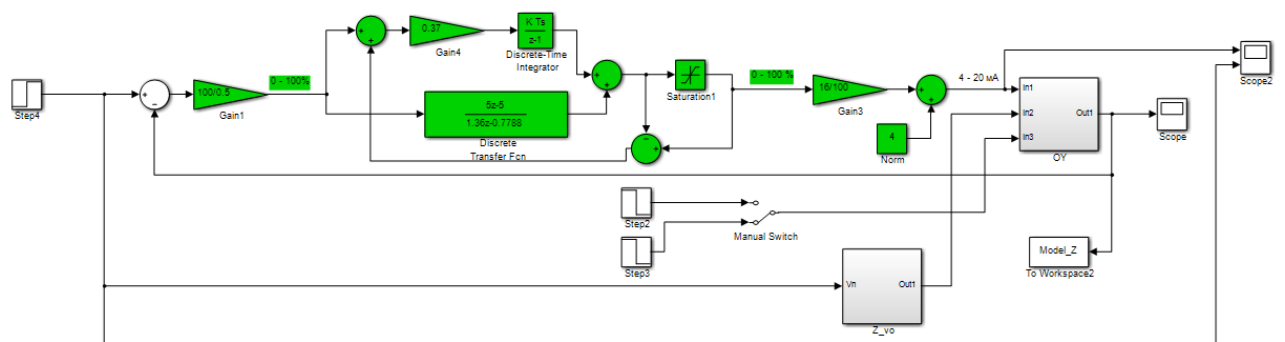 Step4
+
-
100/0.5
Gain1
0 - 100%
+
+
0.37
Gain4
K Ts
z-1
Discrete-Time
Integrator
5z-5
1.36z-0.7788
Discrete
Transfer Fcn
+
+
Saturation1
-
+
0 - 100 %
16/100
Gain3
+
+
4
Norm
4 - 20 мА
In1
In2
In3
Out1
OY
Scope2
Scope
Step2
Step3
Manual Switch
Model_Z
To Workspace2
Vn
Out1
Z_vo